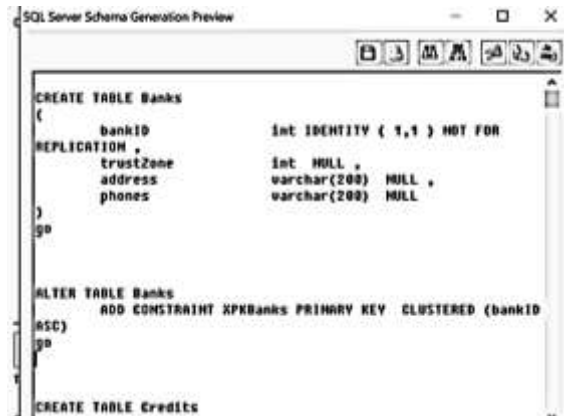 SQL Server Schema Generation Preview
CREATE TABLE Banks
(
bankID int IDENTITY ( 1,1 ) NOT FOR
REPLICATION ,
trustZone int NULL ,
address varchar(200) NULL ,
phones varchar(200) NULL
)
go
ALTER TABLE Banks
ADD CONSTRAINT XPKBanks PRIMARY KEY CLUSTERED (bankID
ASC)
go
CREATE TABLE Credits